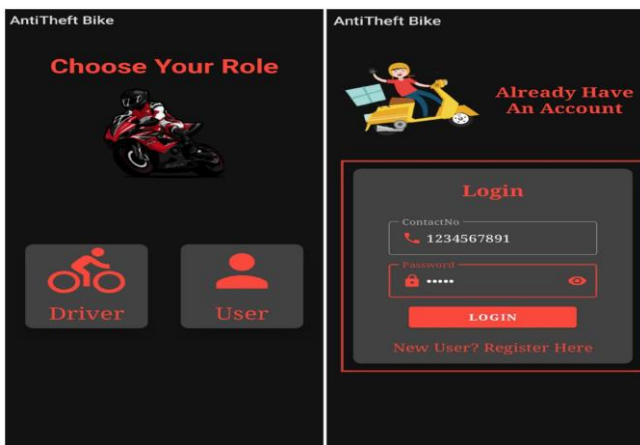 AntiTheft Bike
Choose Your Role
Driver
User
AntiTheft Bike
Already Have
An Account
Login
ContactNo
1234567891
Password
•••••
LOGIN
New User? Register Here